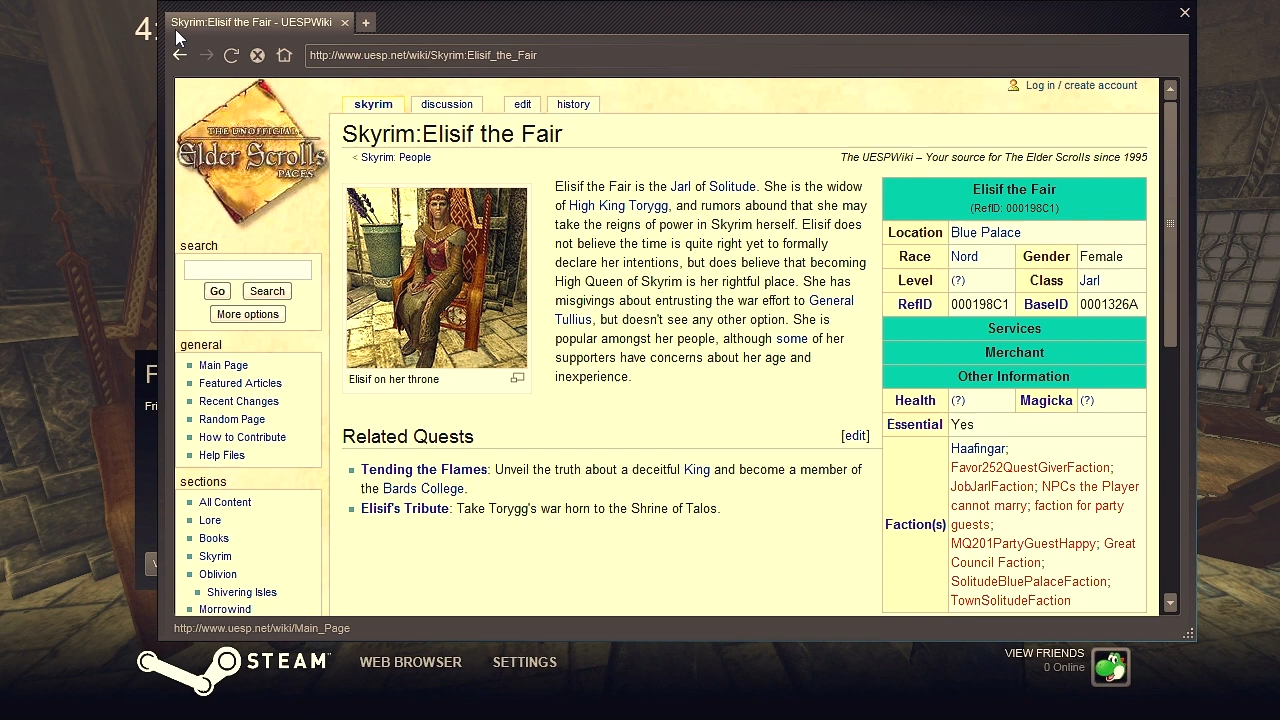 4:
Skyrim:Elisif the Fair - UESPWiki
http://www.uesp.net/wiki/Skyrim:Elisif_the_Fair
Log in / create account
THE UNOFFICIAL
Elder Scrolls
PAGES
skyrim discussion edit history
Skyrim:Elisif the Fair
< Skyrim: People
The UESPWiki – Your source for The Elder Scrolls since 1995
search
Go Search
More options
general
Main Page
Featured Articles
Recent Changes
Random Page
How to Contribute
Help Files
sections
All Content
Lore
Books
Skyrim
Oblivion
Shivering Isles
Morrowind
Elisif on her throne
Elisif the Fair is the Jarl of Solitude. She is the widow
of High King Torygg, and rumors abound that she may
take the reigns of power in Skyrim herself. Elisif does
not believe the time is quite right yet to formally
declare her intentions, but does believe that becoming
High Queen of Skyrim is her rightful place. She has
misgivings about entrusting the war effort to General
Tullius, but doesn't see any other option. She is
popular amongst her people, although some of her
supporters have concerns about her age and
inexperience.
Elisif the Fair
(RefID: 000198C1)
Location Blue Palace
Race Nord Gender Female
Level (?) Class Jarl
RefID 000198C1 BaseID 0001326A
Services
Merchant
Other Information
Health (?) Magicka (?)
Essential Yes
Faction(s)
Haafingar;
Favor252QuestGiverFaction;
JobJarlFaction; NPCs the Player
cannot marry; faction for party
guests;
MQ201PartyGuestHappy; Great
Council Faction;
SolitudeBluePalaceFaction;
TownSolitudeFaction
Related Quests [edit]
Tending the Flames: Unveil the truth about a deceitful King and become a member of
the Bards College.
Elisif's Tribute: Take Torygg's war horn to the Shrine of Talos.
F
Fri
http://www.uesp.net/wiki/Main_Page
STEAM™ WEB BROWSER SETTINGS
VIEW FRIENDS
0 Online